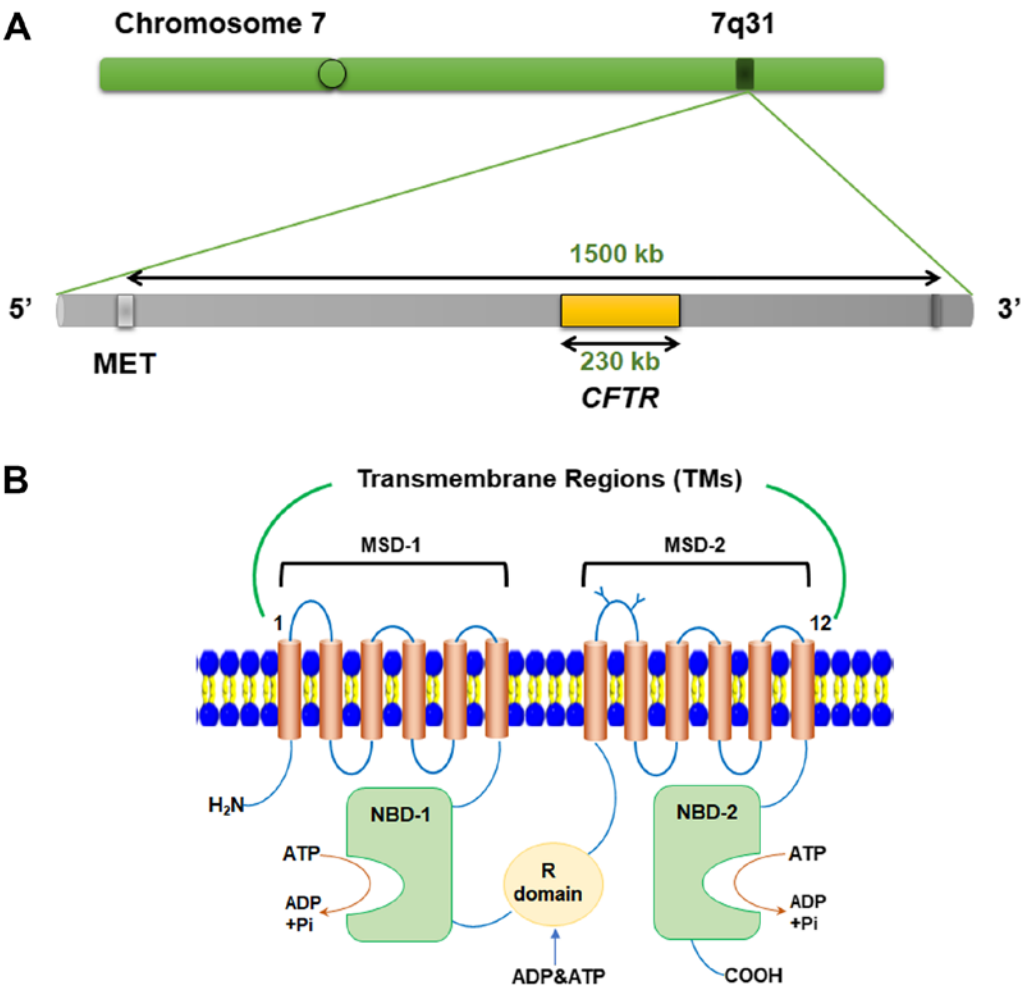 A
Chromosome 7
7q31
1500 kb
5’
3’
MET
230 kb
CFTR
B
Transmembrane Regions (TMs)
MSD-1
MSD-2
1
12
H₂N
NBD-1
NBD-2
ATP
ADP
+Pi
R
domain
ATP
ADP
+Pi
ADP&ATP
COOH